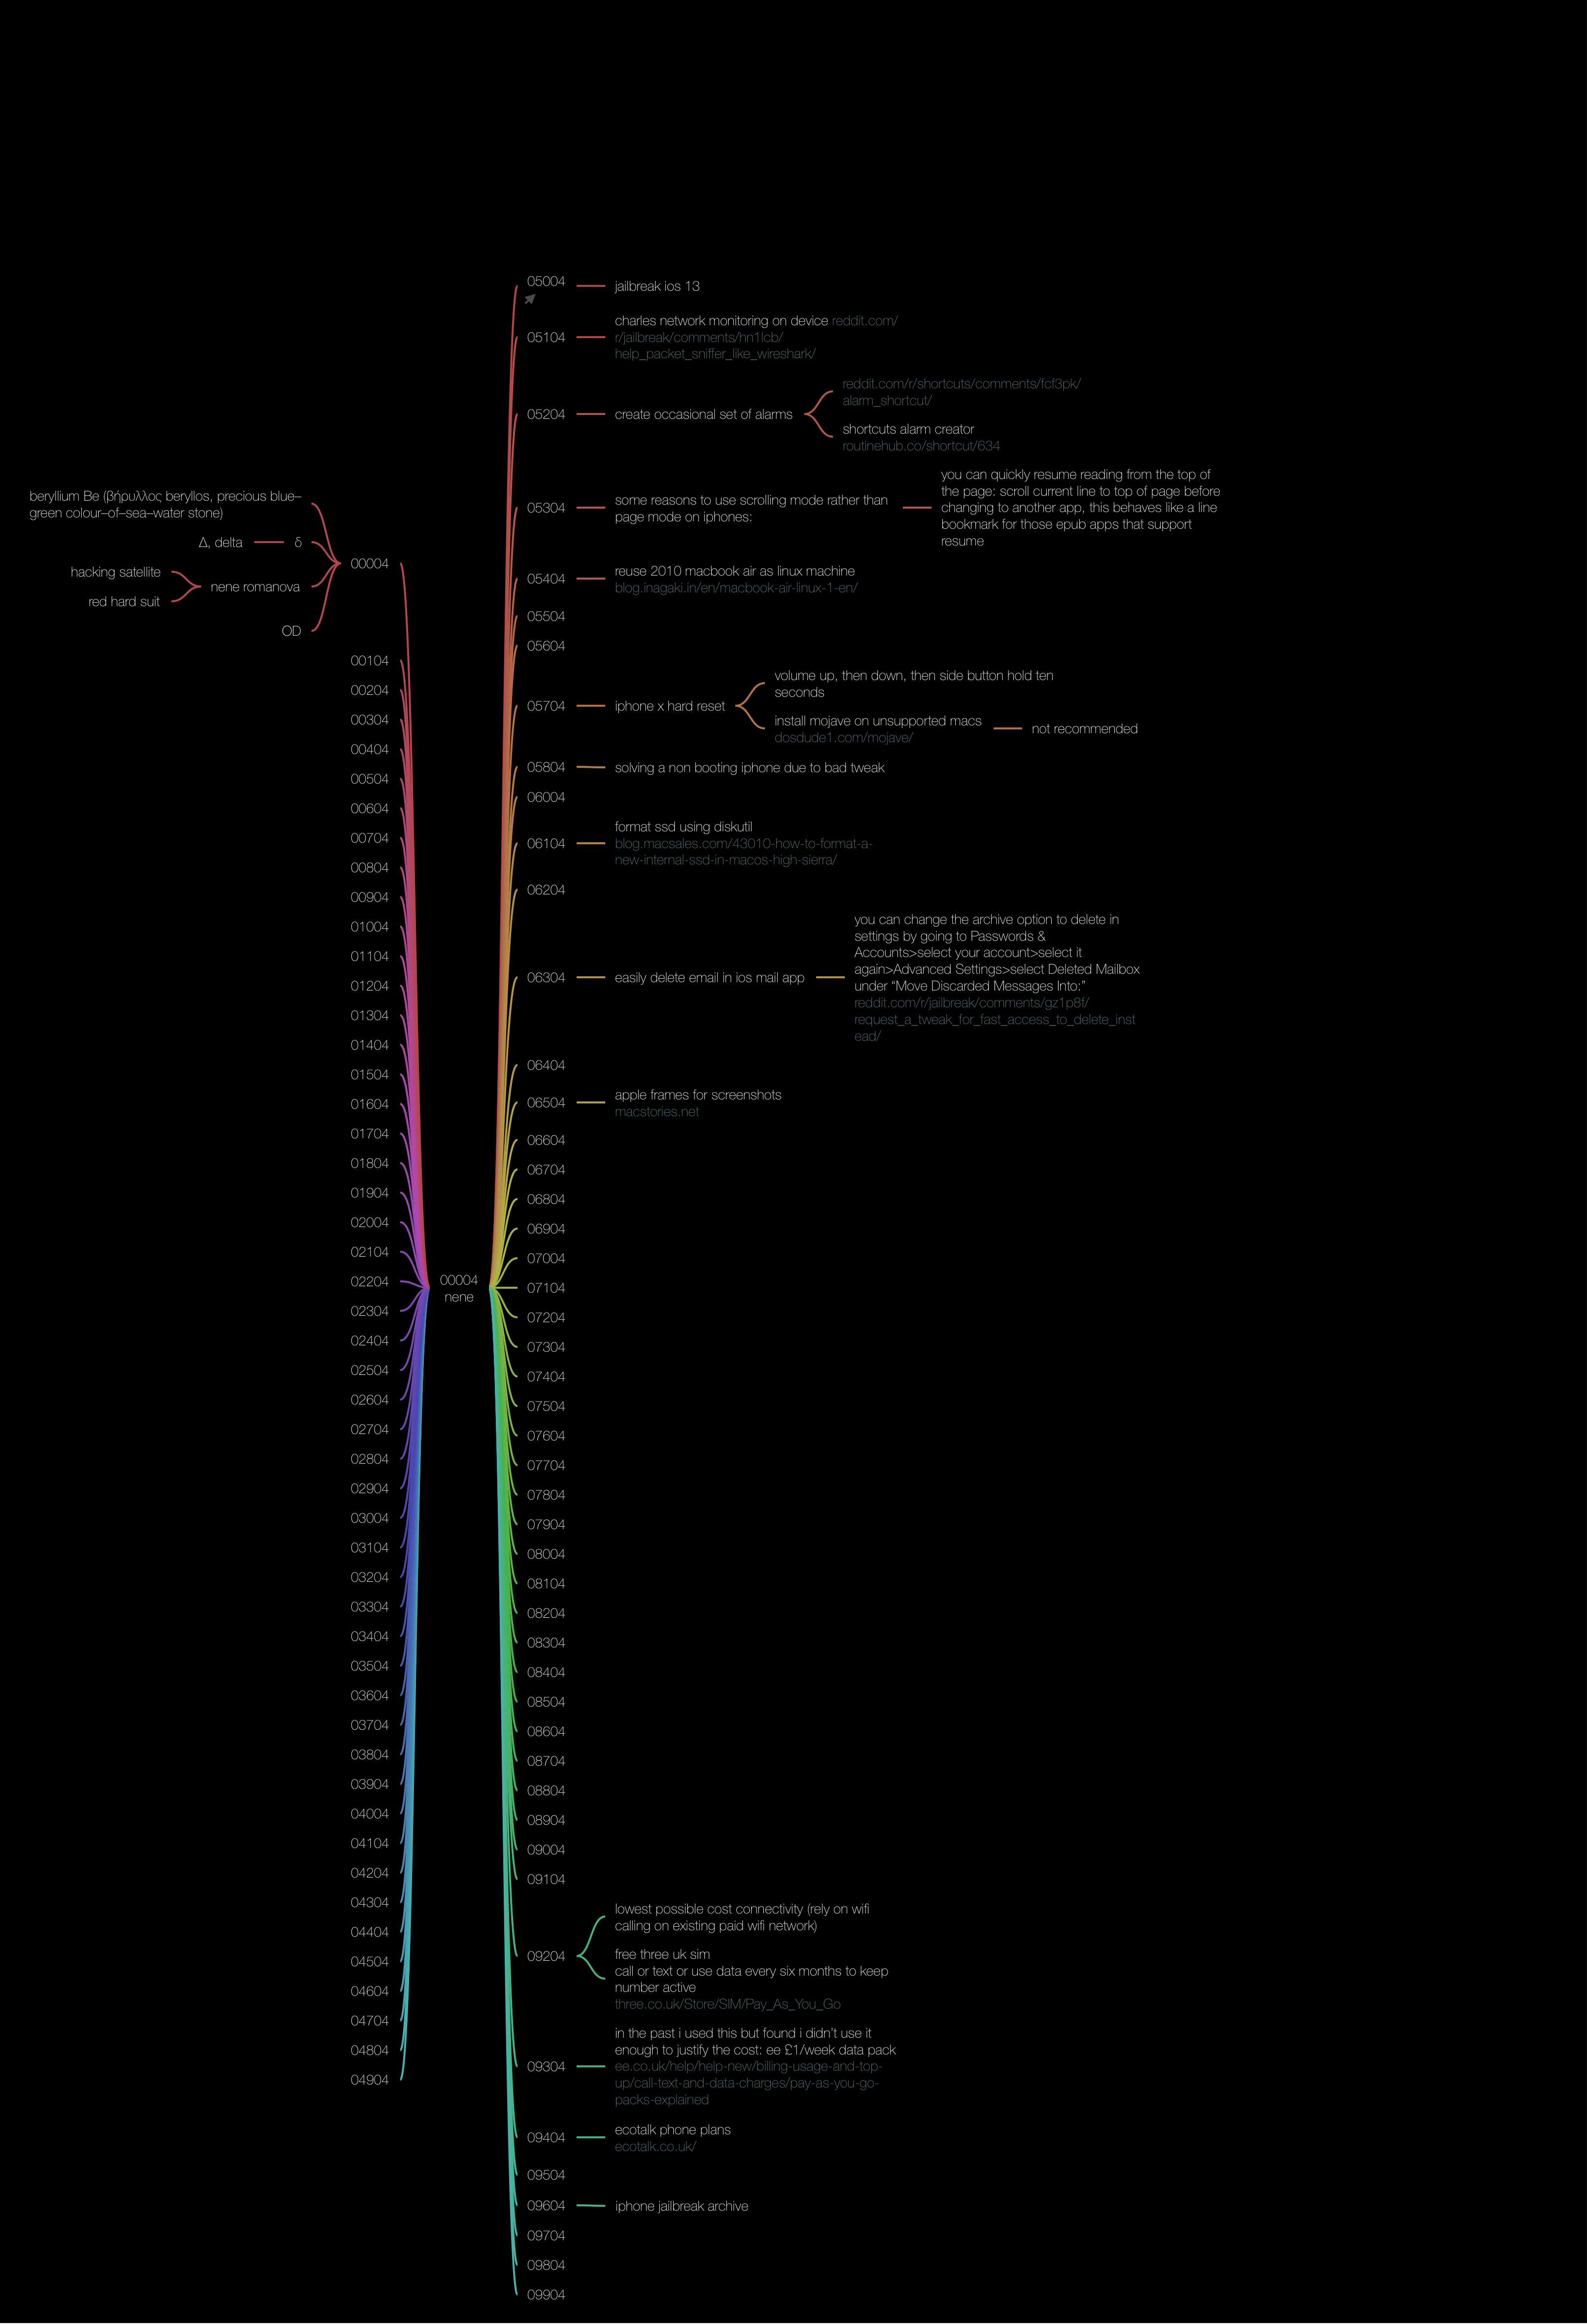 beryllium Be (βήρυλλος beryllos, precious blue–
green colour–of–sea–water stone)
Δ, delta
δ
hacking satellite
red hard suit
nene romanova
OD
00004
00104
00204
00304
00404
00504
00604
00704
00804
00904
01004
01104
01204
01304
01404
01504
01604
01704
01804
01904
02004
02104
02204
02304
02404
02504
02604
02704
02804
02904
03004
03104
03204
03304
03404
03504
03604
03704
03804
03904
04004
04104
04204
04304
04404
04504
04604
04704
04804
04904
00004
nene
05004
jailbreak ios 13
05104
charles network monitoring on device reddit.com/
r/jailbreak/comments/hn1lcb/
help_packet_sniffer_like_wireshark/
05204
create occasional set of alarms
reddit.com/r/shortcuts/comments/fcf3pk/
alarm_shortcut/
shortcuts alarm creator
routinehub.co/shortcut/634
05304
some reasons to use scrolling mode rather than
page mode on iphones:
you can quickly resume reading from the top of
the page: scroll current line to top of page before
changing to another app, this behaves like a line
bookmark for those epub apps that support
resume
05404
reuse 2010 macbook air as linux machine
blog.inagaki.in/en/macbook-air-linux-1-en/
05504
05604
05704
iphone x hard reset
volume up, then down, then side button hold ten
seconds
install mojave on unsupported macs
dosdude1.com/mojave/
not recommended
05804
solving a non booting iphone due to bad tweak
06004
06104
format ssd using diskutil
blog.macsales.com/43010-how-to-format-a-
new-internal-ssd-in-macos-high-sierra/
06204
06304
easily delete email in ios mail app
you can change the archive option to delete in
settings by going to Passwords &
Accounts>select your account>select it
again>Advanced Settings>select Deleted Mailbox
under “Move Discarded Messages Into:”
reddit.com/r/jailbreak/comments/gz1p8f/
request_a_tweak_for_fast_access_to_delete_inst
ead/
06404
06504
apple frames for screenshots
macstories.net
06604
06704
06804
06904
07004
07104
07204
07304
07404
07504
07604
07704
07804
07904
08004
08104
08204
08304
08404
08504
08604
08704
08804
08904
09004
09104
09204
lowest possible cost connectivity (rely on wifi
calling on existing paid wifi network)
free three uk sim
call or text or use data every six months to keep
number active
three.co.uk/Store/SIM/Pay_As_You_Go
09304
in the past i used this but found i didn’t use it
enough to justify the cost: ee £1/week data pack
ee.co.uk/help/help-new/billing-usage-and-top-
up/call-text-and-data-charges/pay-as-you-go-
packs-explained
09404
ecotalk phone plans
ecotalk.co.uk/
09504
09604
iphone jailbreak archive
09704
09804
09904